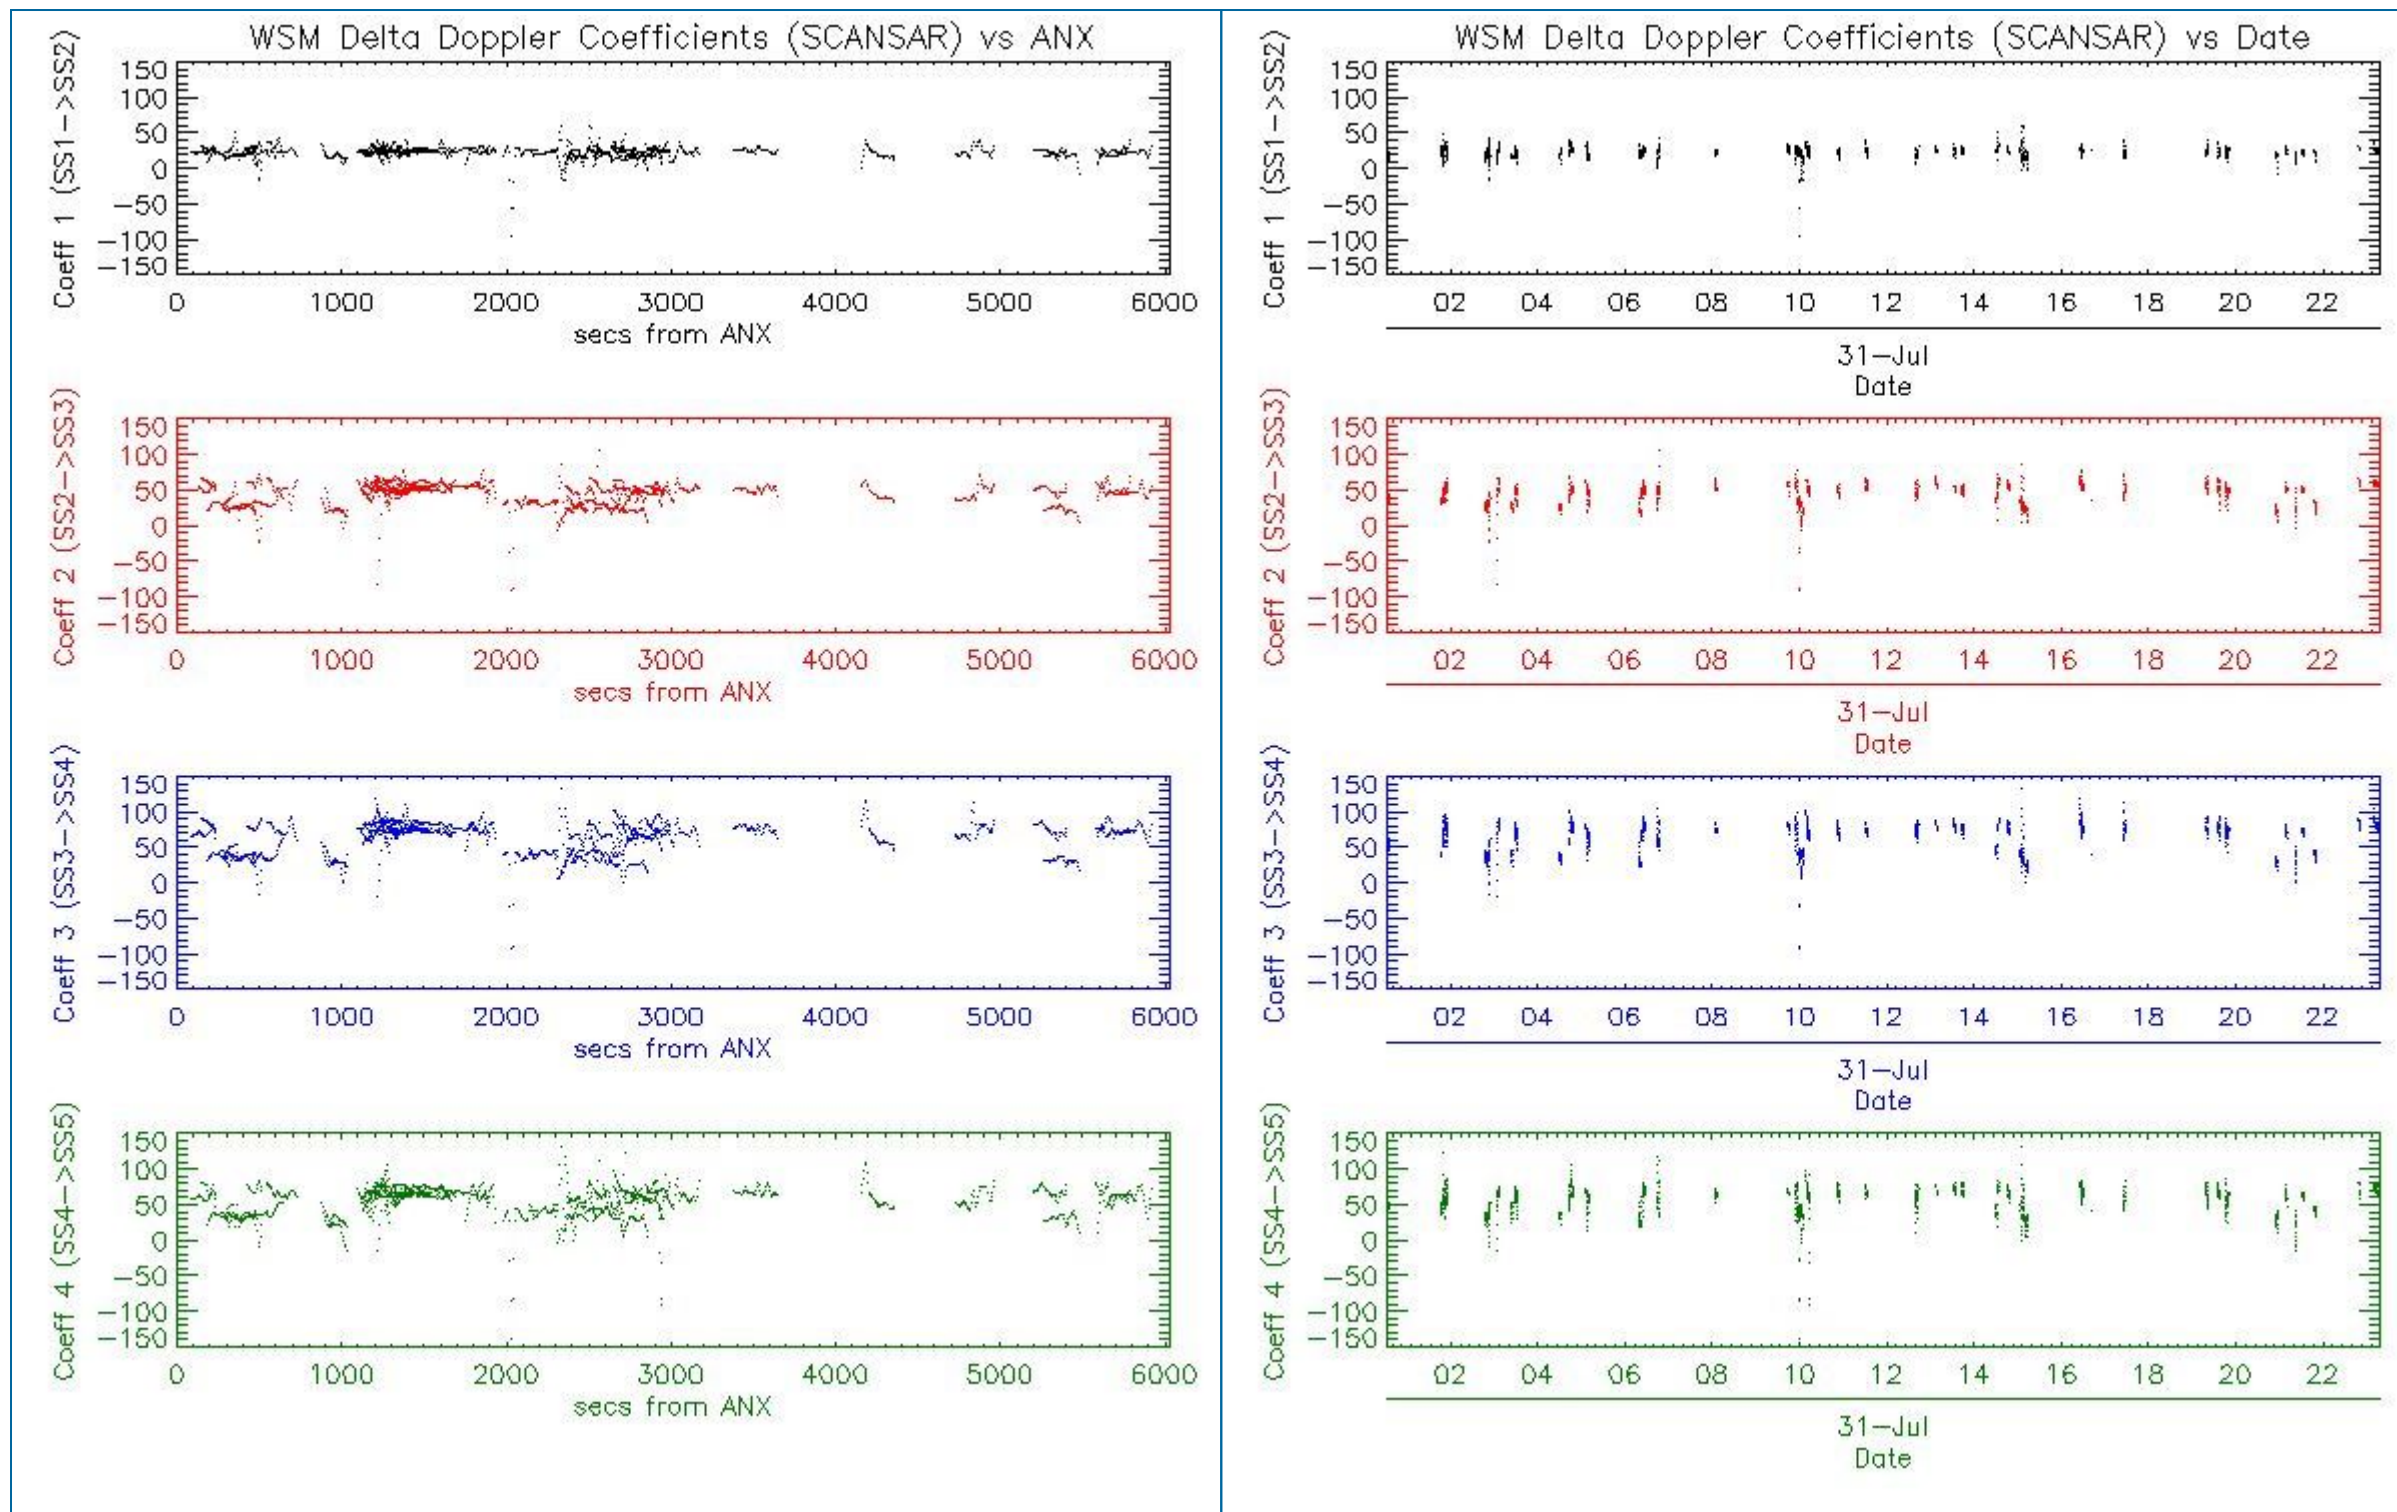 WSM Delta Doppler Coefficients (SCANSAR) vs ANX
Coeff 1 (SS1->SS2)
150
100
50
0
-50
-100
-150
0 1000 2000 3000 4000 5000 6000
secs from ANX
Coeff 2 (SS2->SS3)
150
100
50
0
-50
-100
-150
0 1000 2000 3000 4000 5000 6000
secs from ANX
Coeff 3 (SS3->SS4)
150
100
50
0
-50
-100
-150
0 1000 2000 3000 4000 5000 6000
secs from ANX
Coeff 4 (SS4->SS5)
150
100
50
0
-50
-100
-150
0 1000 2000 3000 4000 5000 6000
secs from ANX
WSM Delta Doppler Coefficients (SCANSAR) vs Date
Coeff 1 (SS1->SS2)
150
100
50
0
-50
-100
-150
02 04 06 08 10 12 14 16 18 20 22
31-Jul
Date
Coeff 2 (SS2->SS3)
150
100
50
0
-50
-100
-150
02 04 06 08 10 12 14 16 18 20 22
31-Jul
Date
Coeff 3 (SS3->SS4)
150
100
50
0
-50
-100
-150
02 04 06 08 10 12 14 16 18 20 22
31-Jul
Date
Coeff 4 (SS4->SS5)
150
100
50
0
-50
-100
-150
02 04 06 08 10 12 14 16 18 20 22
31-Jul
Date